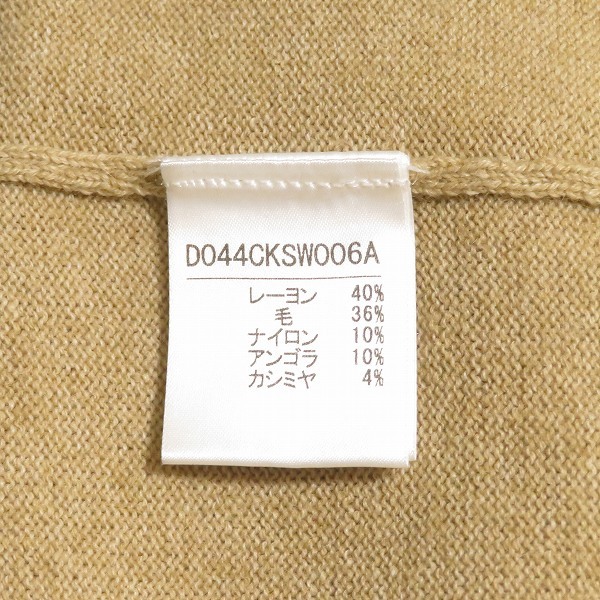 D044CKSW006A
レーヨン 40%
毛 36%
ナイロン 10%
アンゴラ 10%
カシミヤ 4%